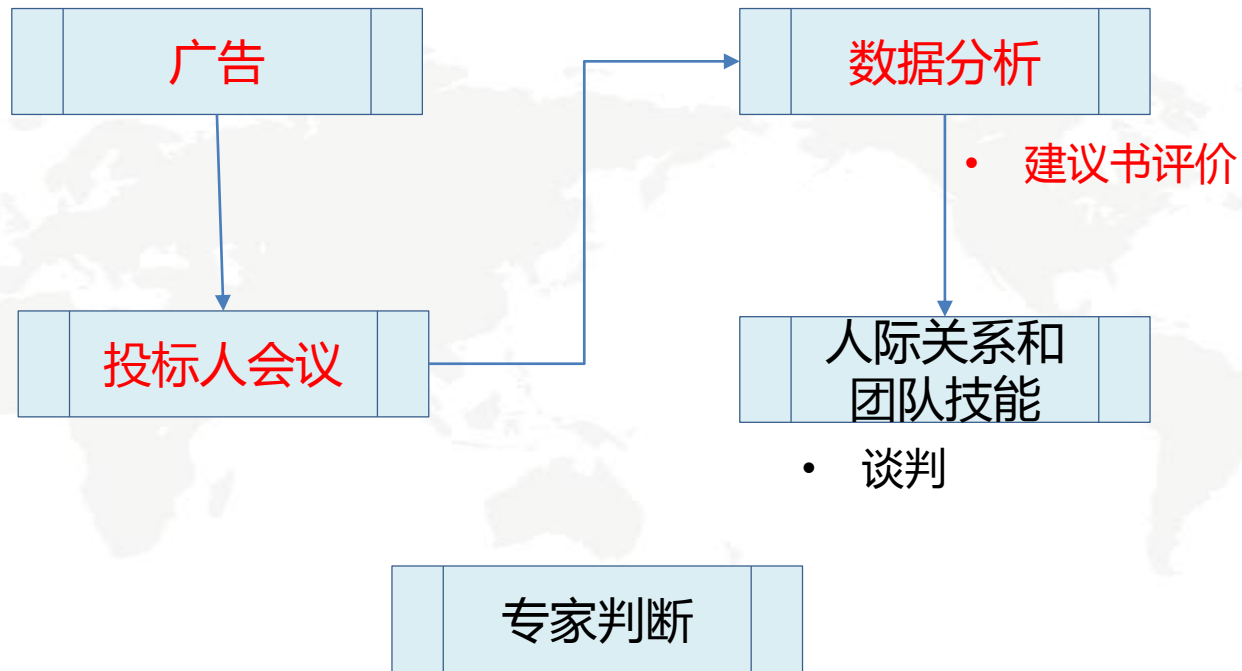 广告
数据分析
• 建议书评价
投标人会议
人际关系和
团队技能
• 谈判
专家判断